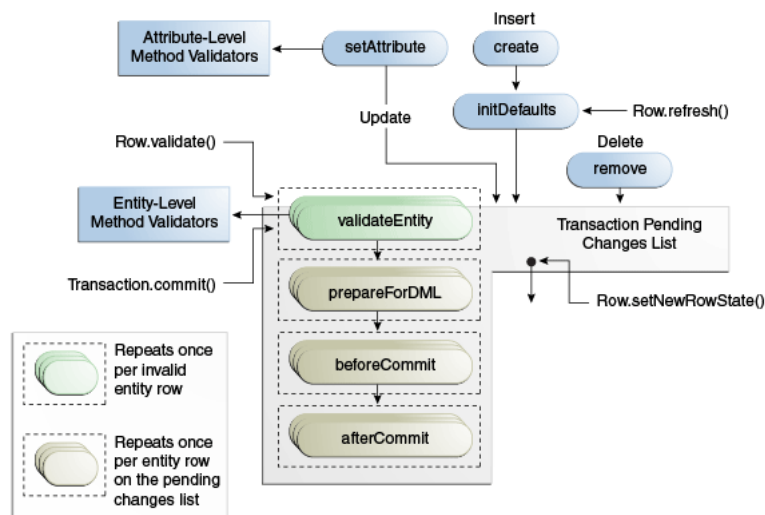 Insert
Attribute-Level
Method Validators
setAttribute
create
Update
initDefaults
Row.refresh()
Row.validate()
Delete
remove
Entity-Level
Method Validators
validateEntity
Transaction Pending
Changes List
Transaction.commit()
prepareForDML
Row.setNewRowState()
Repeats once
per invalid
entity row
beforeCommit
Repeats once
per entity row
on the pending
changes list
afterCommit